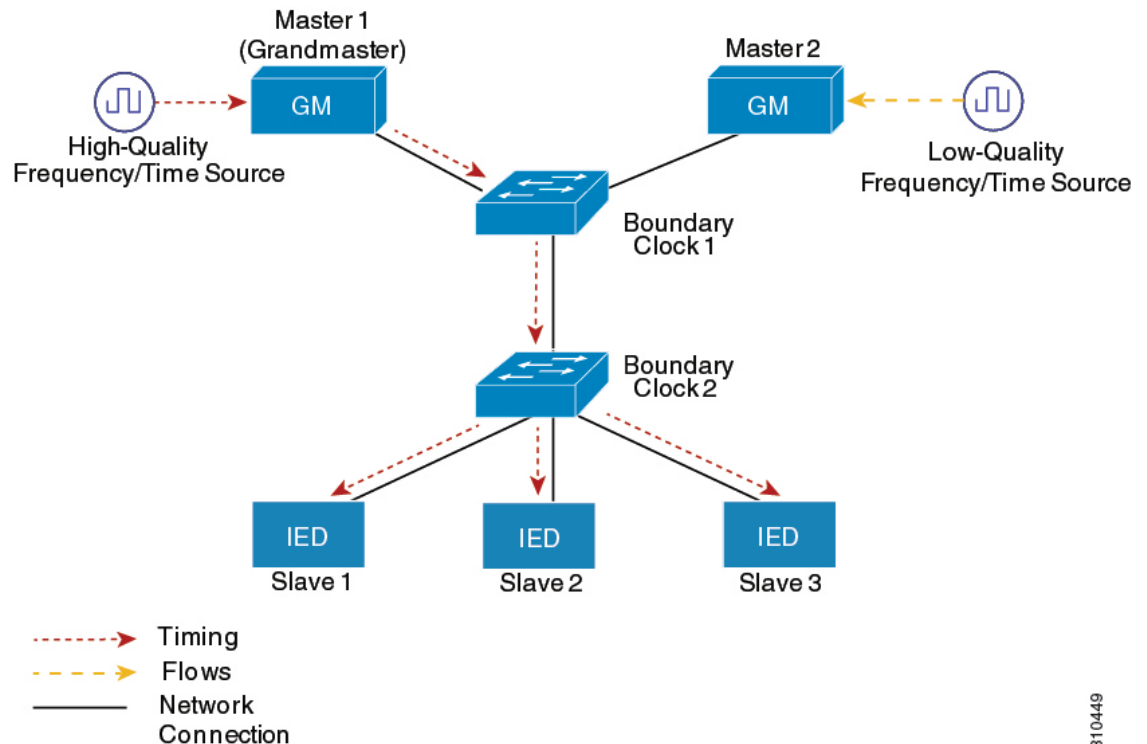 Master 1
(Grandmaster)
Master 2
GM
GM
High-Quality
Frequency/Time Source
Low-Quality
Frequency/Time Source
Boundary
Clock 1
Boundary
Clock 2
IED
IED
IED
Slave 1
Slave 2
Slave 3
Timing
Flows
Network
Connection